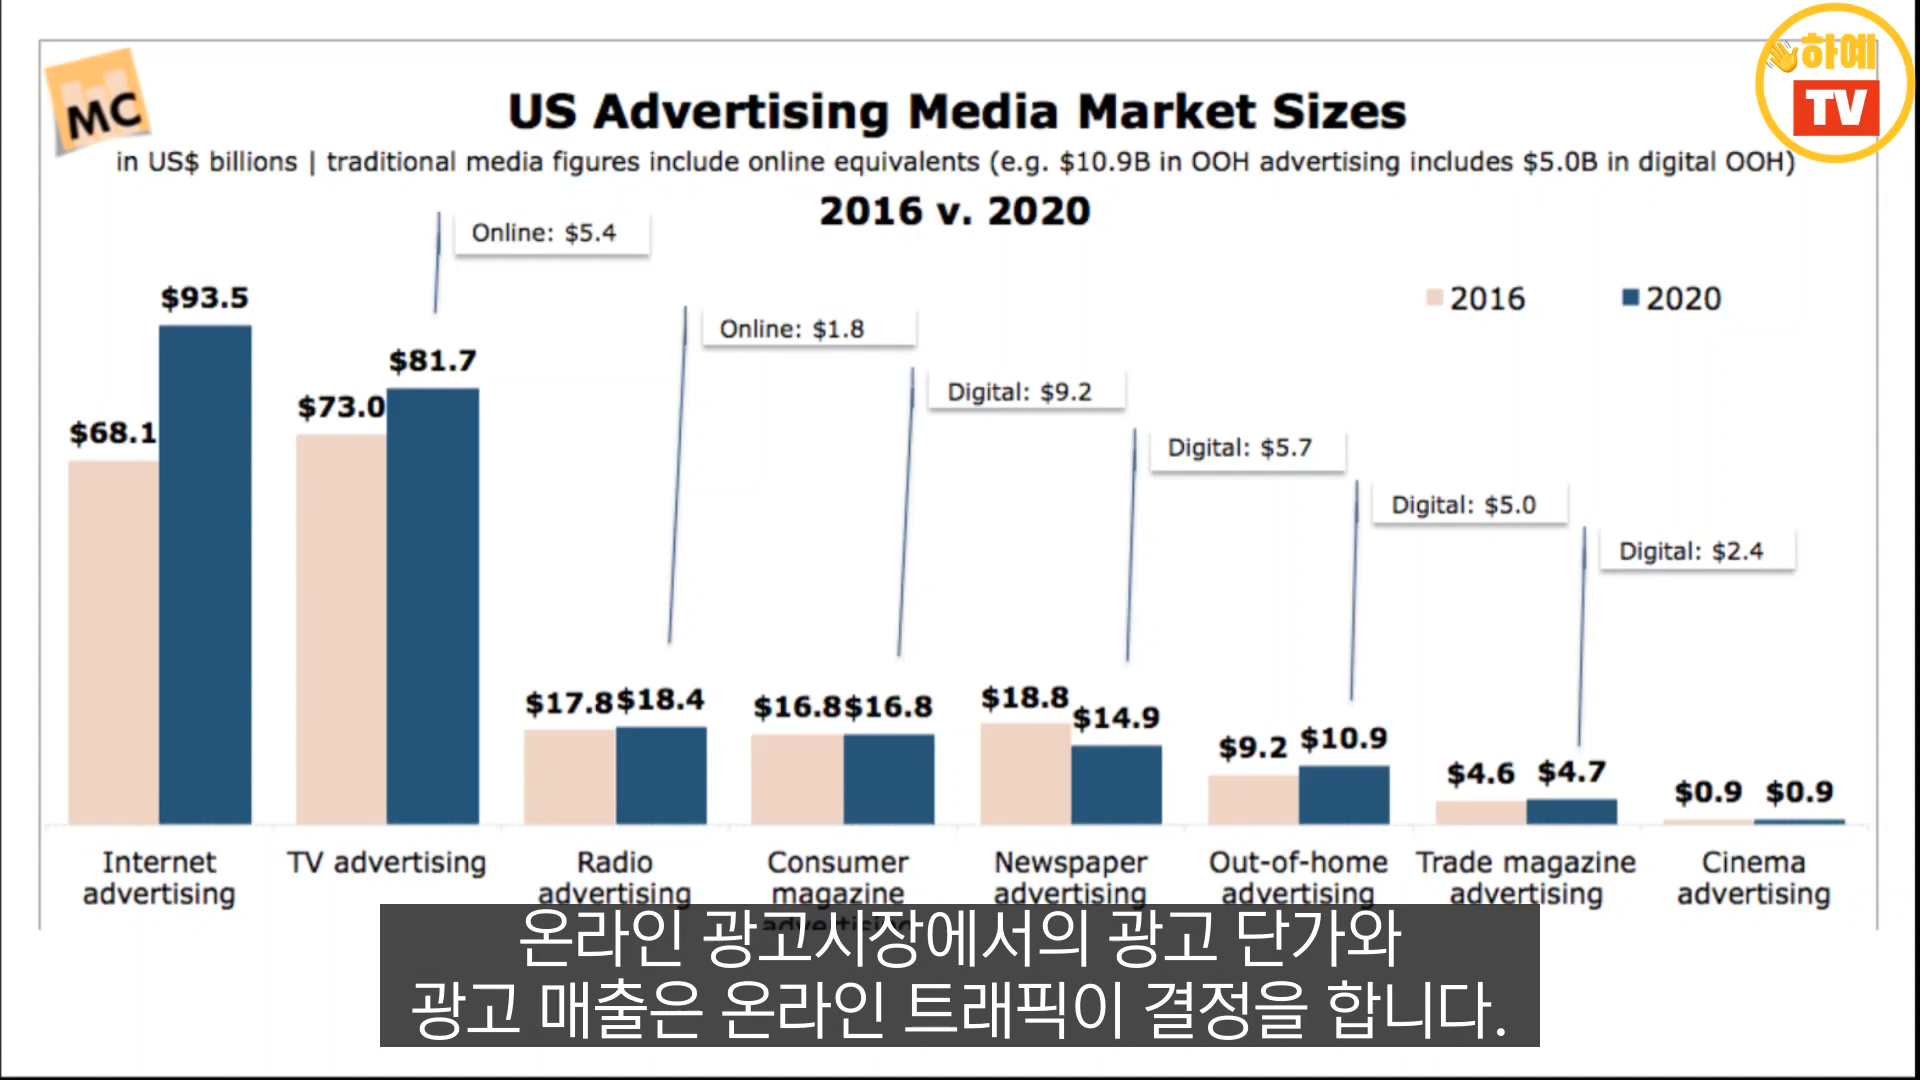 MC
하예
TV
US Advertising Media Market Sizes
in US$ billions | traditional media figures include online equivalents (e.g. $10.9B in OOH advertising includes $5.0B in digital OOH)
2016 v. 2020
Online: $5.4
Online: $1.8
Digital: $9.2
Digital: $5.7
Digital: $5.0
Digital: $2.4
2016 2020
$68.1 $93.5
$73.0 $81.7
$17.8 $18.4
$16.8 $16.8
$18.8 $14.9
$9.2 $10.9
$4.6 $4.7
$0.9 $0.9
Internet
advertising
TV advertising
Radio
advertising
Consumer
magazine
advertising
Newspaper
advertising
Out-of-home
advertising
Trade magazine
advertising
Cinema
advertising
온라인 광고시장에서의 광고 단가와
광고 매출은 온라인 트래픽이 결정을 합니다.